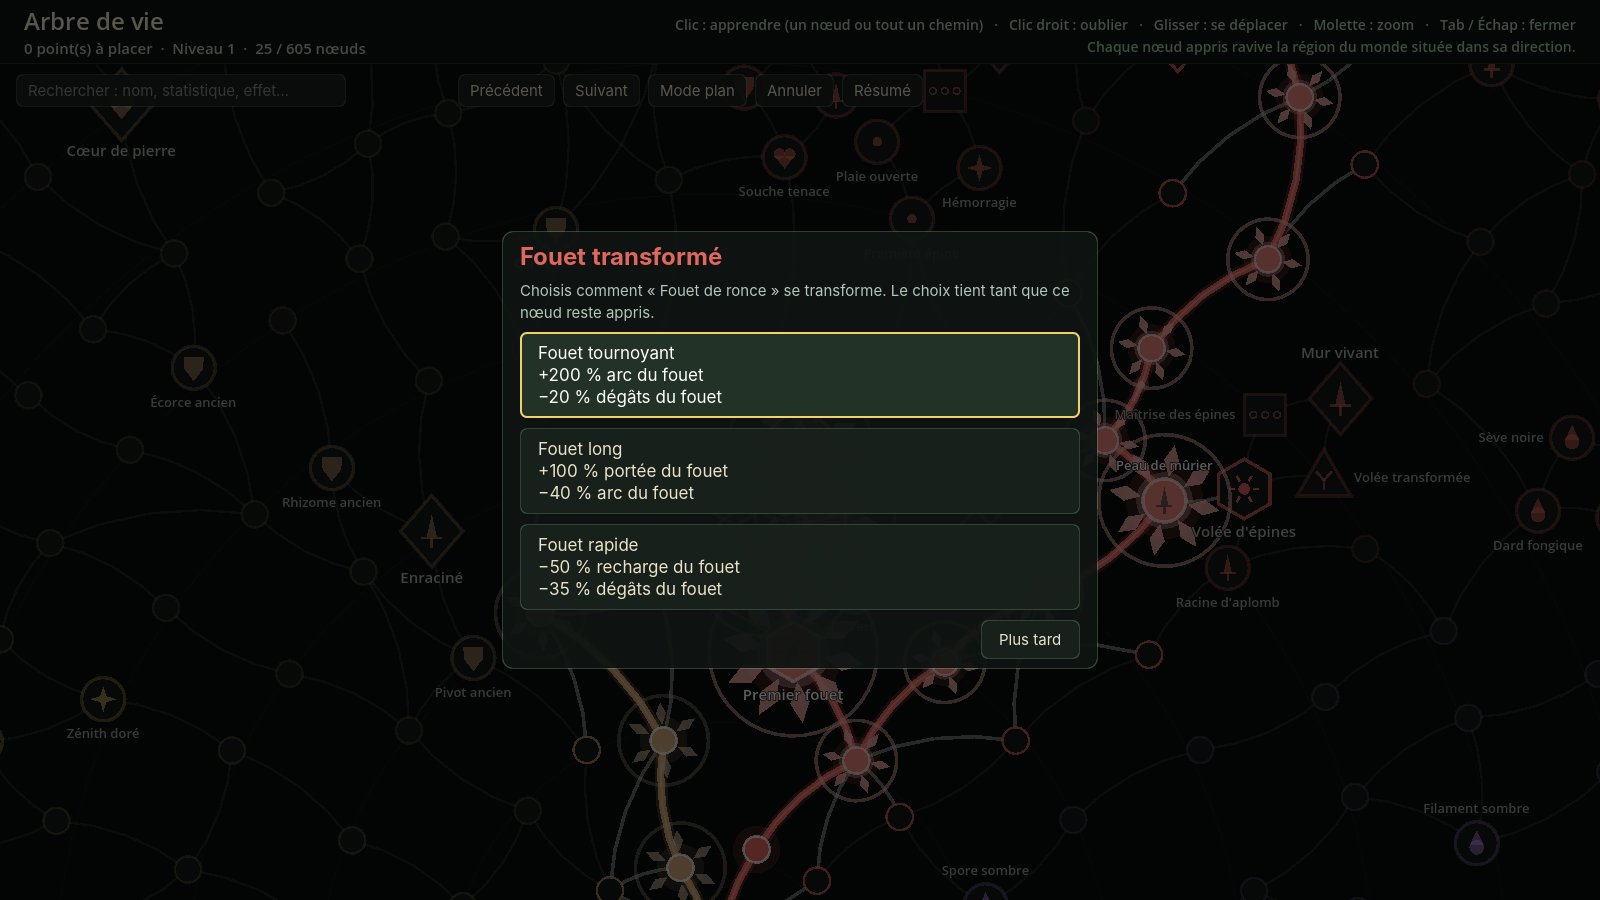 Arbre de vie
0 point(s) à placer · Niveau 1 · 25 / 605 nœuds
Clic : apprendre (un nœud ou tout un chemin) · Clic droit : oublier · Glisser : se déplacer · Molette : zoom · Tab / Échap : fermer
Chaque nœud appris ravive la région du monde située dans sa direction.
Rechercher : nom, statistique, effet...
Précédent
Suivant
Mode plan
Annuler
Résumé
Cœur de pierre
Souche tenace
Plaie ouverte
Hémorragie
Fouet transformé
Choisis comment « Fouet de ronce » se transforme. Le choix tient tant que ce
nœud reste appris.
Fouet tournoyant
+200 % arc du fouet
−20 % dégâts du fouet
Fouet long
+100 % portée du fouet
−40 % arc du fouet
Fouet rapide
−50 % recharge du fouet
−35 % dégâts du fouet
Plus tard
Mur vivant
Écorce ancien
Maîtrise des épines
Sève noire
Peau de mûrier
Volée transformée
Rhizome ancien
Volée d'épines
Dard fongique
Enraciné
Racine d'aplomb
Pivot ancien
Premier fouet
Zénith doré
Filament sombre
Spore sombre